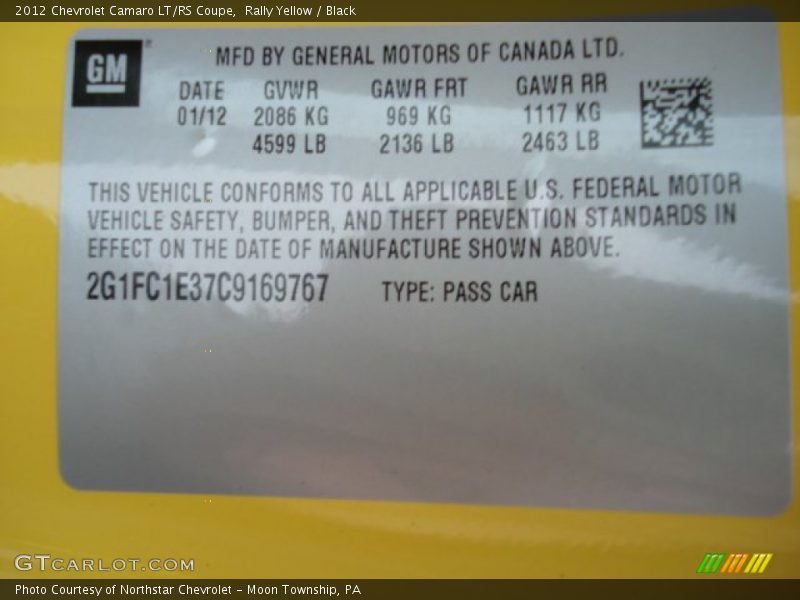 2012 Chevrolet Camaro LT/RS Coupe, Rally Yellow / Black
GM
MFD BY GENERAL MOTORS OF CANADA LTD.
DATE GVWR GAWR FRT GAWR RR
01/12 2086 KG 969 KG 1117 KG
4599 LB 2136 LB 2463 LB
THIS VEHICLE CONFORMS TO ALL APPLICABLE U.S. FEDERAL MOTOR
VEHICLE SAFETY, BUMPER, AND THEFT PREVENTION STANDARDS IN
EFFECT ON THE DATE OF MANUFACTURE SHOWN ABOVE.
2G1FC1E37C9169767 TYPE: PASS CAR
GTCARLOT.COM
Photo Courtesy of Northstar Chevrolet - Moon Township, PA